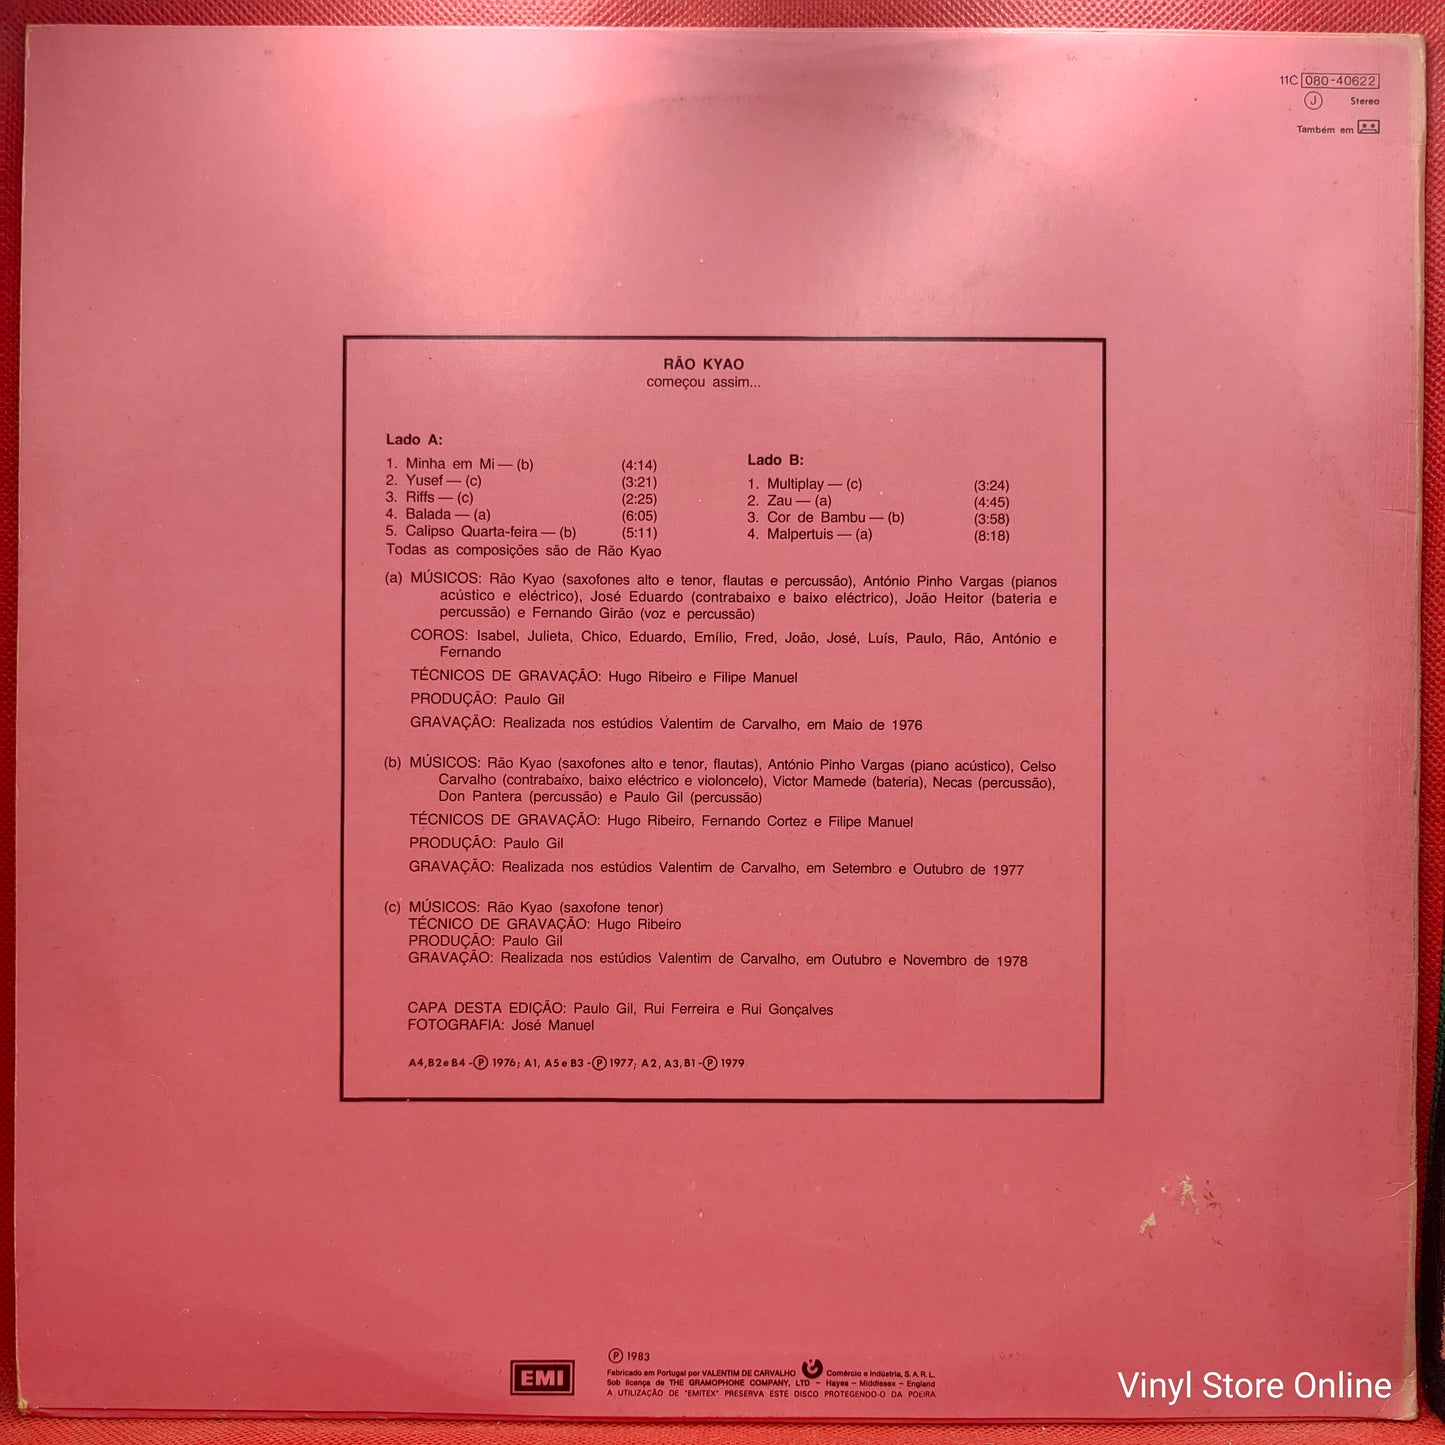 11C 080-40622
J Stereo
Também em
RÃO KYAO
começou assim...
Lado A:
1. Minha em Mi — (b) (4:14)
2. Yusef — (c) (3:21)
3. Riffs — (c) (2:25)
4. Balada — (a) (6:05)
5. Calipso Quarta-feira — (b) (5:11)
Todas as composições são de Rão Kyao
Lado B:
1. Multiplay — (c) (3:24)
2. Zau — (a) (4:45)
3. Cor de Bambu — (b) (3:58)
4. Malpertuis — (a) (8:18)
(a) MÚSICOS: Rão Kyao (saxofones alto e tenor, flautas e percussão), António Pinho Vargas (pianos
acústico e eléctrico), José Eduardo (contrabaixo e baixo eléctrico), João Heitor (bateria e
percussão) e Fernando Girão (voz e percussão)
COROS: Isabel, Julieta, Chico, Eduardo, Emílio, Fred, João, José, Luís, Paulo, Rão, António e
Fernando
TÉCNICOS DE GRAVAÇÃO: Hugo Ribeiro e Filipe Manuel
PRODUÇÃO: Paulo Gil
GRAVAÇÃO: Realizada nos estúdios Valentim de Carvalho, em Maio de 1976
(b) MÚSICOS: Rão Kyao (saxofones alto e tenor, flautas), António Pinho Vargas (piano acústico), Celso
Carvalho (contrabaixo, baixo eléctrico e violoncelo), Victor Mamede (bateria), Necas (percussão),
Don Pantera (percussão) e Paulo Gil (percussão)
TÉCNICOS DE GRAVAÇÃO: Hugo Ribeiro, Fernando Cortez e Filipe Manuel
PRODUÇÃO: Paulo Gil
GRAVAÇÃO: Realizada nos estúdios Valentim de Carvalho, em Setembro e Outubro de 1977
(c) MÚSICOS: Rão Kyao (saxofone tenor)
TÉCNICO DE GRAVAÇÃO: Hugo Ribeiro
PRODUÇÃO: Paulo Gil
GRAVAÇÃO: Realizada nos estúdios Valentim de Carvalho, em Outubro e Novembro de 1978
CAPA DESTA EDIÇÃO: Paulo Gil, Rui Ferreira e Rui Gonçalves
FOTOGRAFIA: José Manuel
A4,B2 e B4 - Ⓟ 1976; A1, A5 e B3 - Ⓟ 1977; A2, A3, B1 - Ⓟ 1979
EMI
Ⓟ 1983
Fabricado em Portugal por VALENTIM DE CARVALHO Comércio e Indústria, S.A.R.L.
Sob licença de THE GRAMOPHONE COMPANY, LTD - Hayes - Middlesex - England
A UTILIZAÇÃO DE "EMITEX" PRESERVA ESTE DISCO PROTEGENDO-O DA POEIRA
Vinyl Store Online